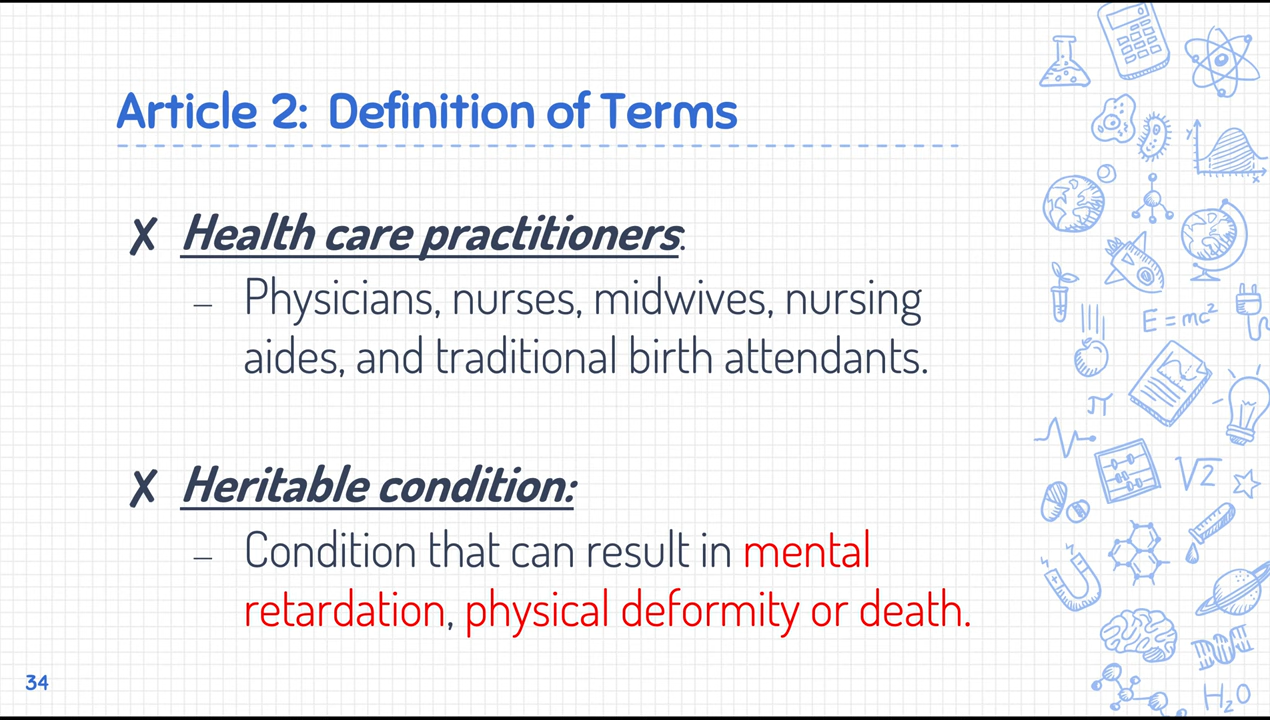 Article 2: Definition of Terms
✗ Health care practitioners.
– Physicians, nurses, midwives, nursing
aides, and traditional birth attendants.
✗ Heritable condition:
– Condition that can result in mental
retardation, physical deformity or death.
34
y
x
E = mc²
π
√2
H₂O